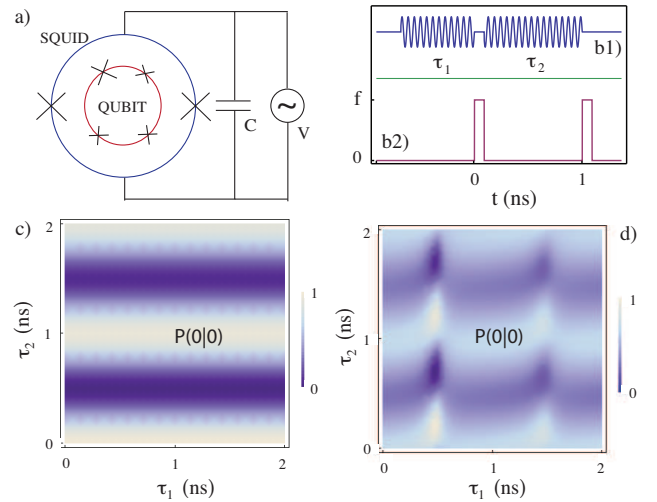 a)
SQUID
QUBIT
C
V
b1)
τ1
τ2
f
b2)
0
0
1
t (ns)
c)
2
1
0
τ2 (ns)
P(0|0)
0
1
2
τ1 (ns)
1
0
d)
2
1
0
τ2 (ns)
P(0|0)
0
1
2
τ1 (ns)
1
0